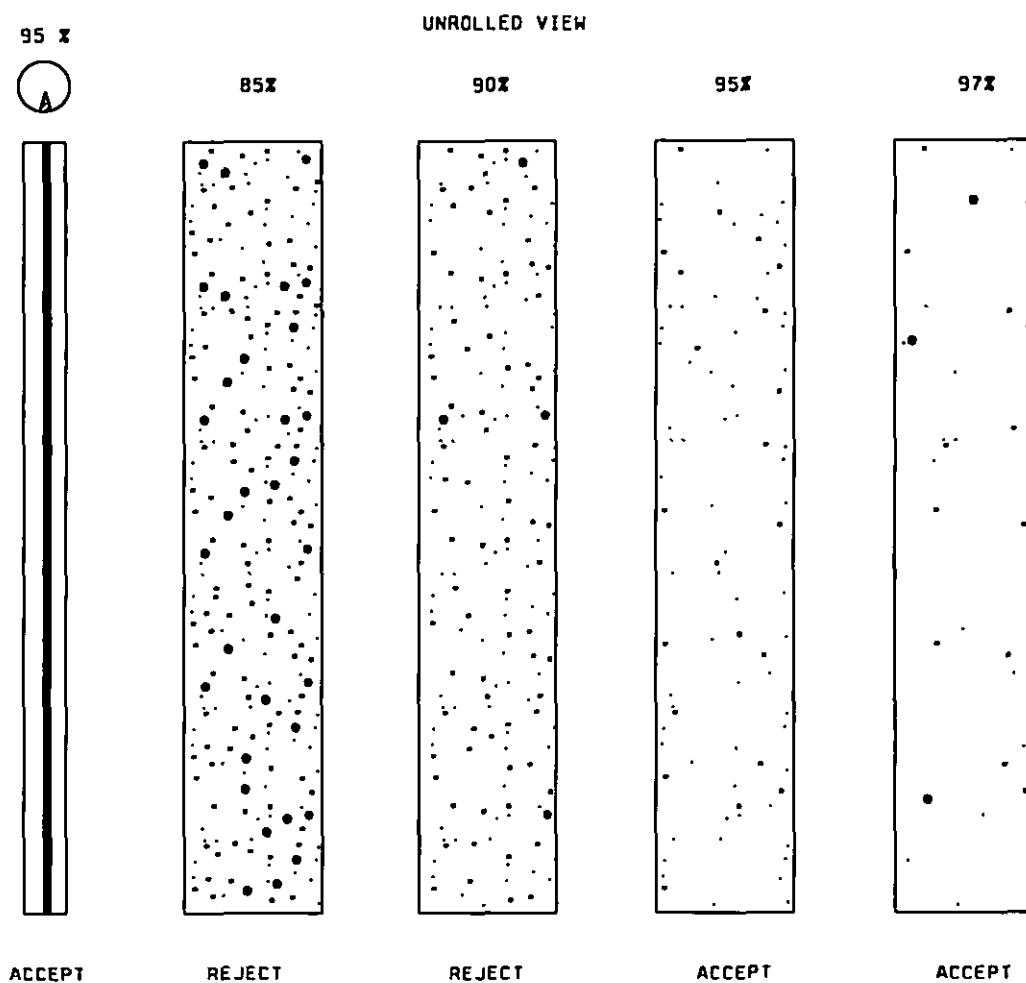 UNROLLED VIEW
95 %
85%
90%
95%
97%
ACCEPT
REJECT
REJECT
ACCEPT
ACCEPT